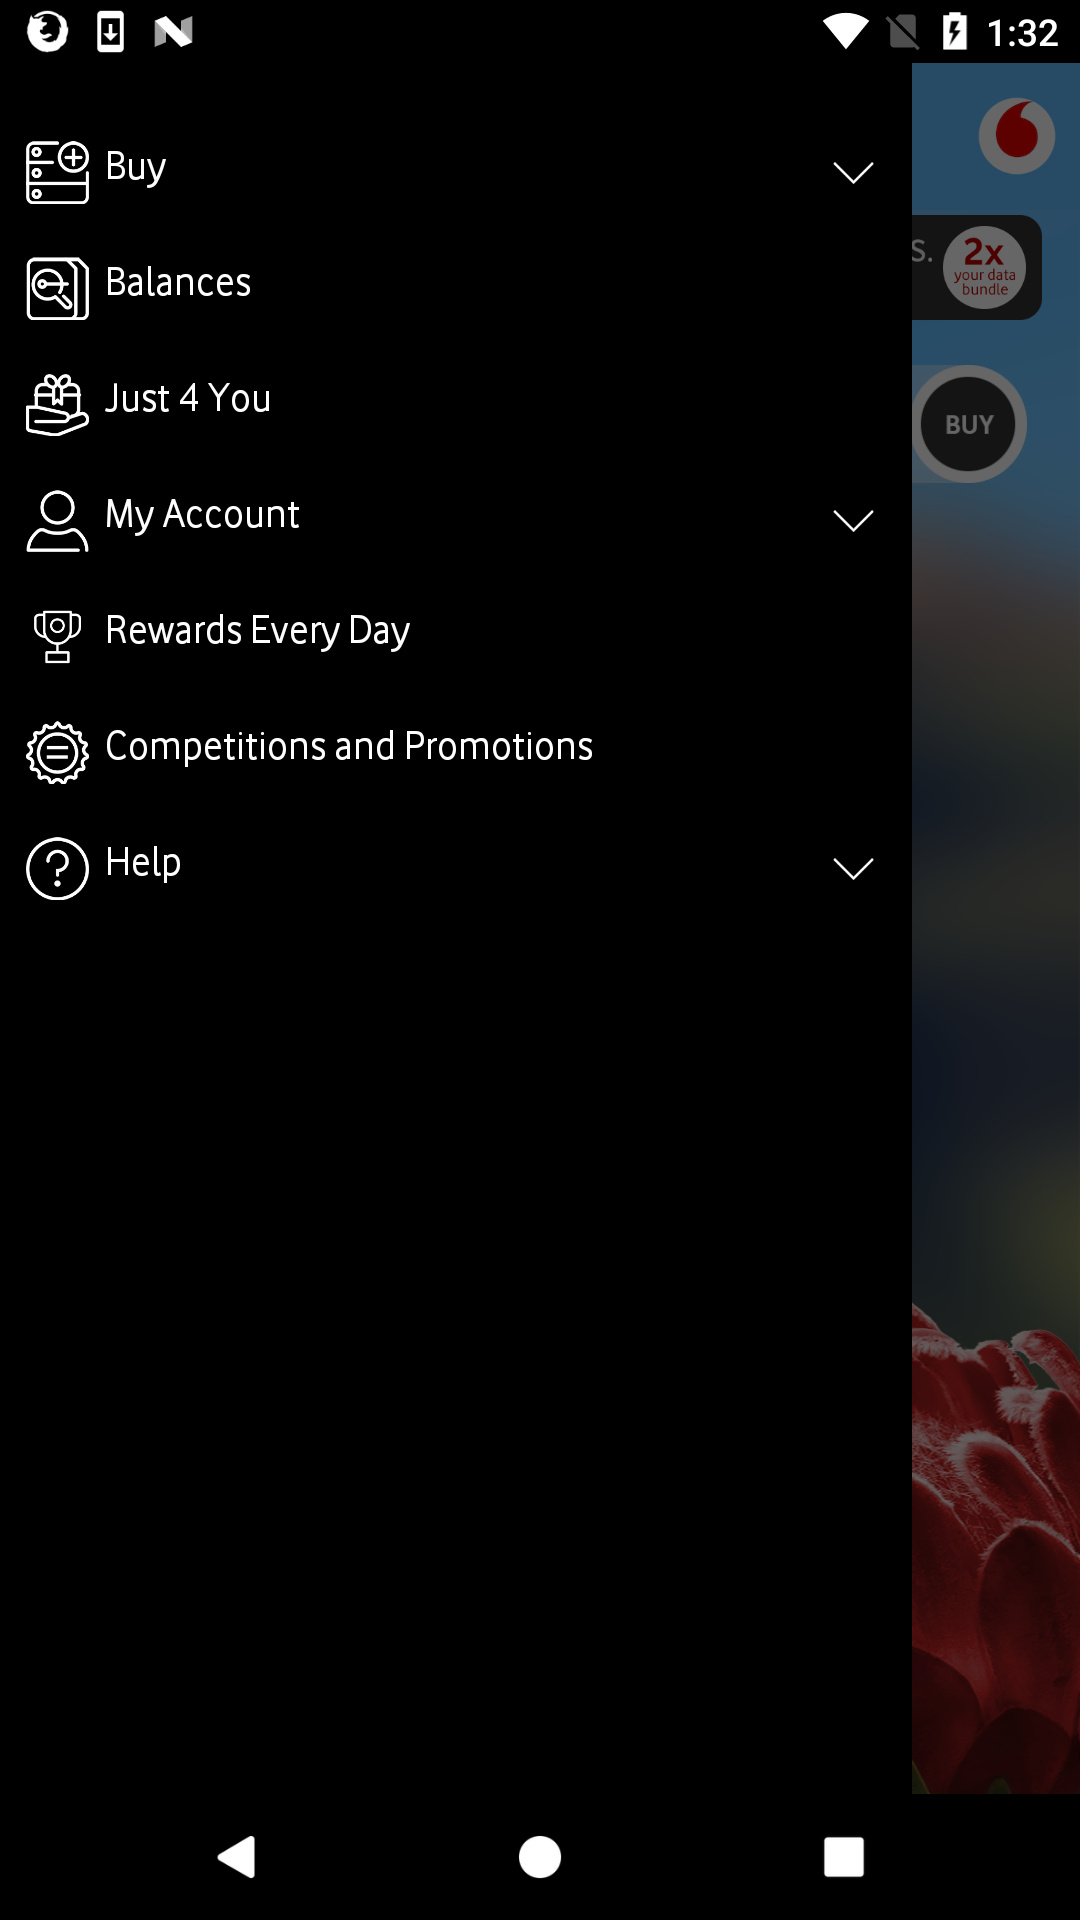 1:32
Buy
Balances
Just 4 You
My Account
Rewards Every Day
Competitions and Promotions
Help
s.
2x
your data
bundle
BUY